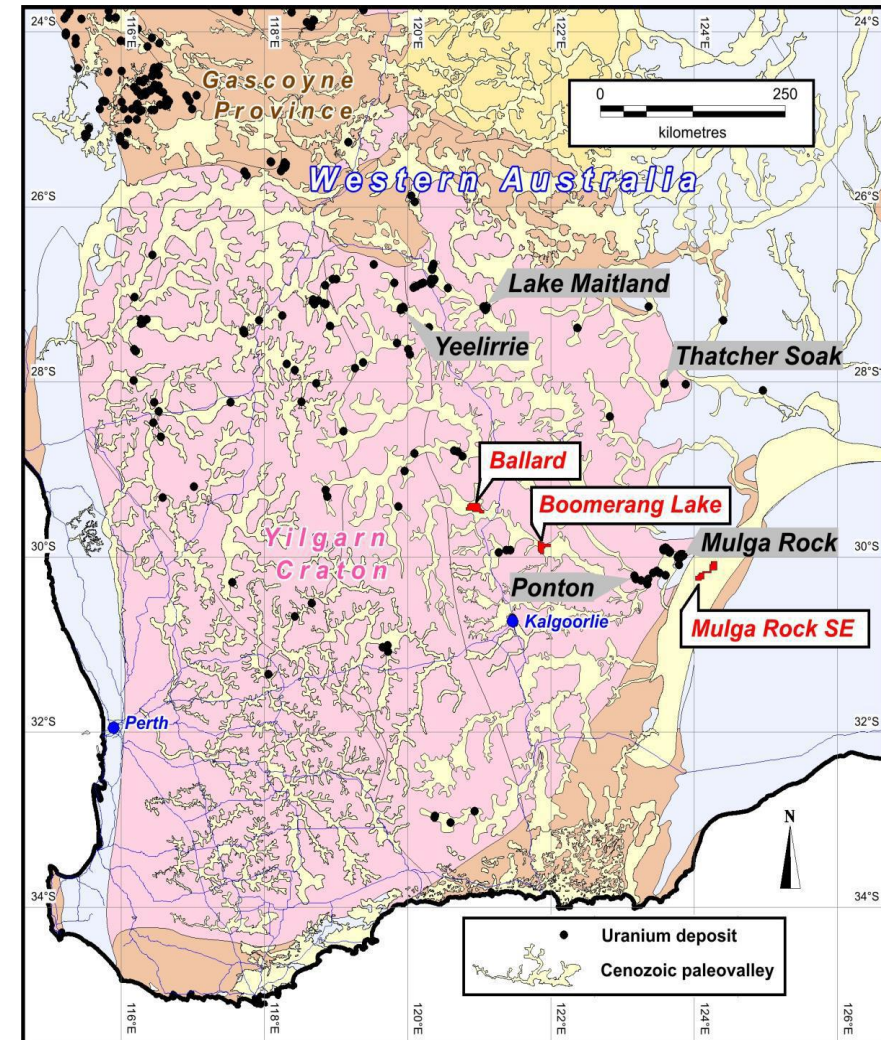 24°S
116°E
118°E
120°E
122°E
124°E
24°S
Gascoyne
Province
0
250
kilometres
Western Australia
26°S
26°S
Lake Maitland
Yeelirrie
Thatcher Soak
28°S
28°S
Ballard
Boomerang Lake
Yilgarn
Craton
30°S
30°S
Mulga Rock
Ponton
Kalgoorlie
Mulga Rock SE
Perth
32°S
32°S
N
34°S
34°S
Uranium deposit
Cenozoic paleovalley
116°E
118°E
120°E
122°E
124°E
126°E